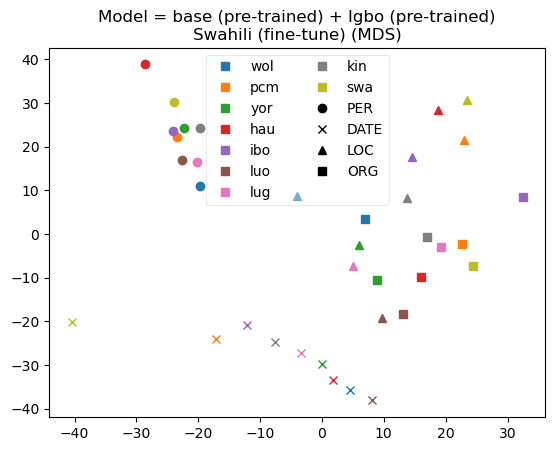 Model = base (pre-trained) + Igbo (pre-trained)
Swahili (fine-tune) (MDS)
wol
pcm
yor
hau
ibo
luo
lug
kin
swa
PER
DATE
LOC
ORG
40
30
20
10
0
−10
−20
−30
−40
−40
−30
−20
−10
0
10
20
30